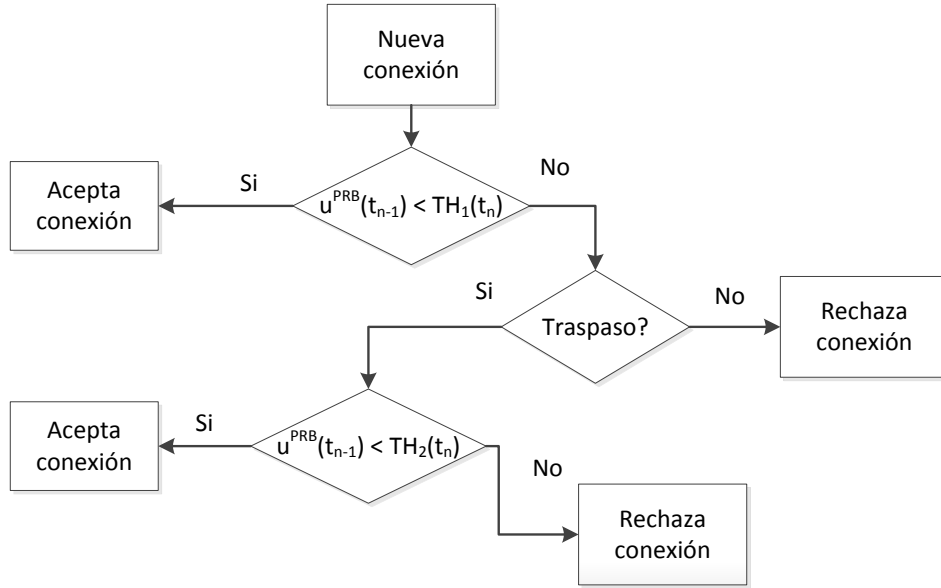 Nueva
conexión
Si
No
Acepta
conexión
u^PRB(t_n-1) < TH_1(t_n)
Si
No
Traspaso?
Rechaza
conexión
Si
Acepta
conexión
u^PRB(t_n-1) < TH_2(t_n)
No
Rechaza
conexión